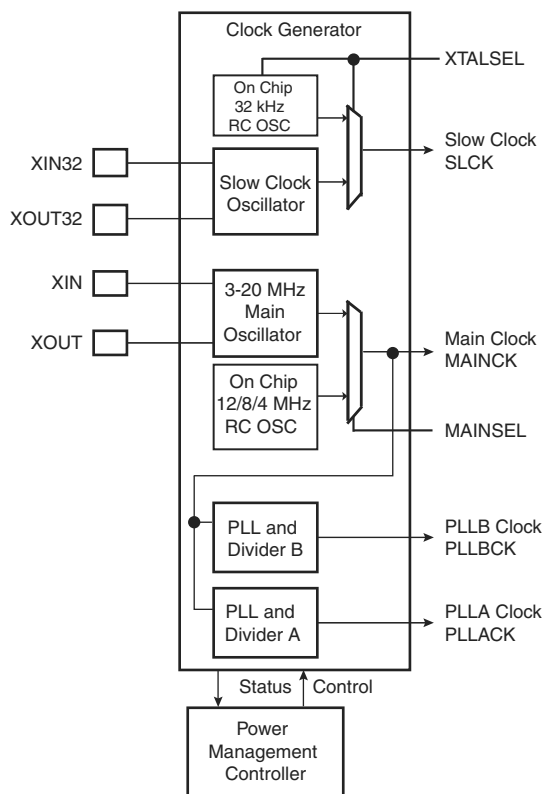 Clock Generator
XTALSEL
On Chip
32 kHz
RC OSC
Slow Clock
SLCK
XIN32
Slow Clock
Oscillator
XOUT32
XIN
3-20 MHz
Main
Oscillator
XOUT
Main Clock
MAINCK
On Chip
12/8/4 MHz
RC OSC
MAINSEL
PLL and
Divider B
PLLB Clock
PLLBCK
PLL and
Divider A
PLLA Clock
PLLACK
Status
Control
Power
Management
Controller